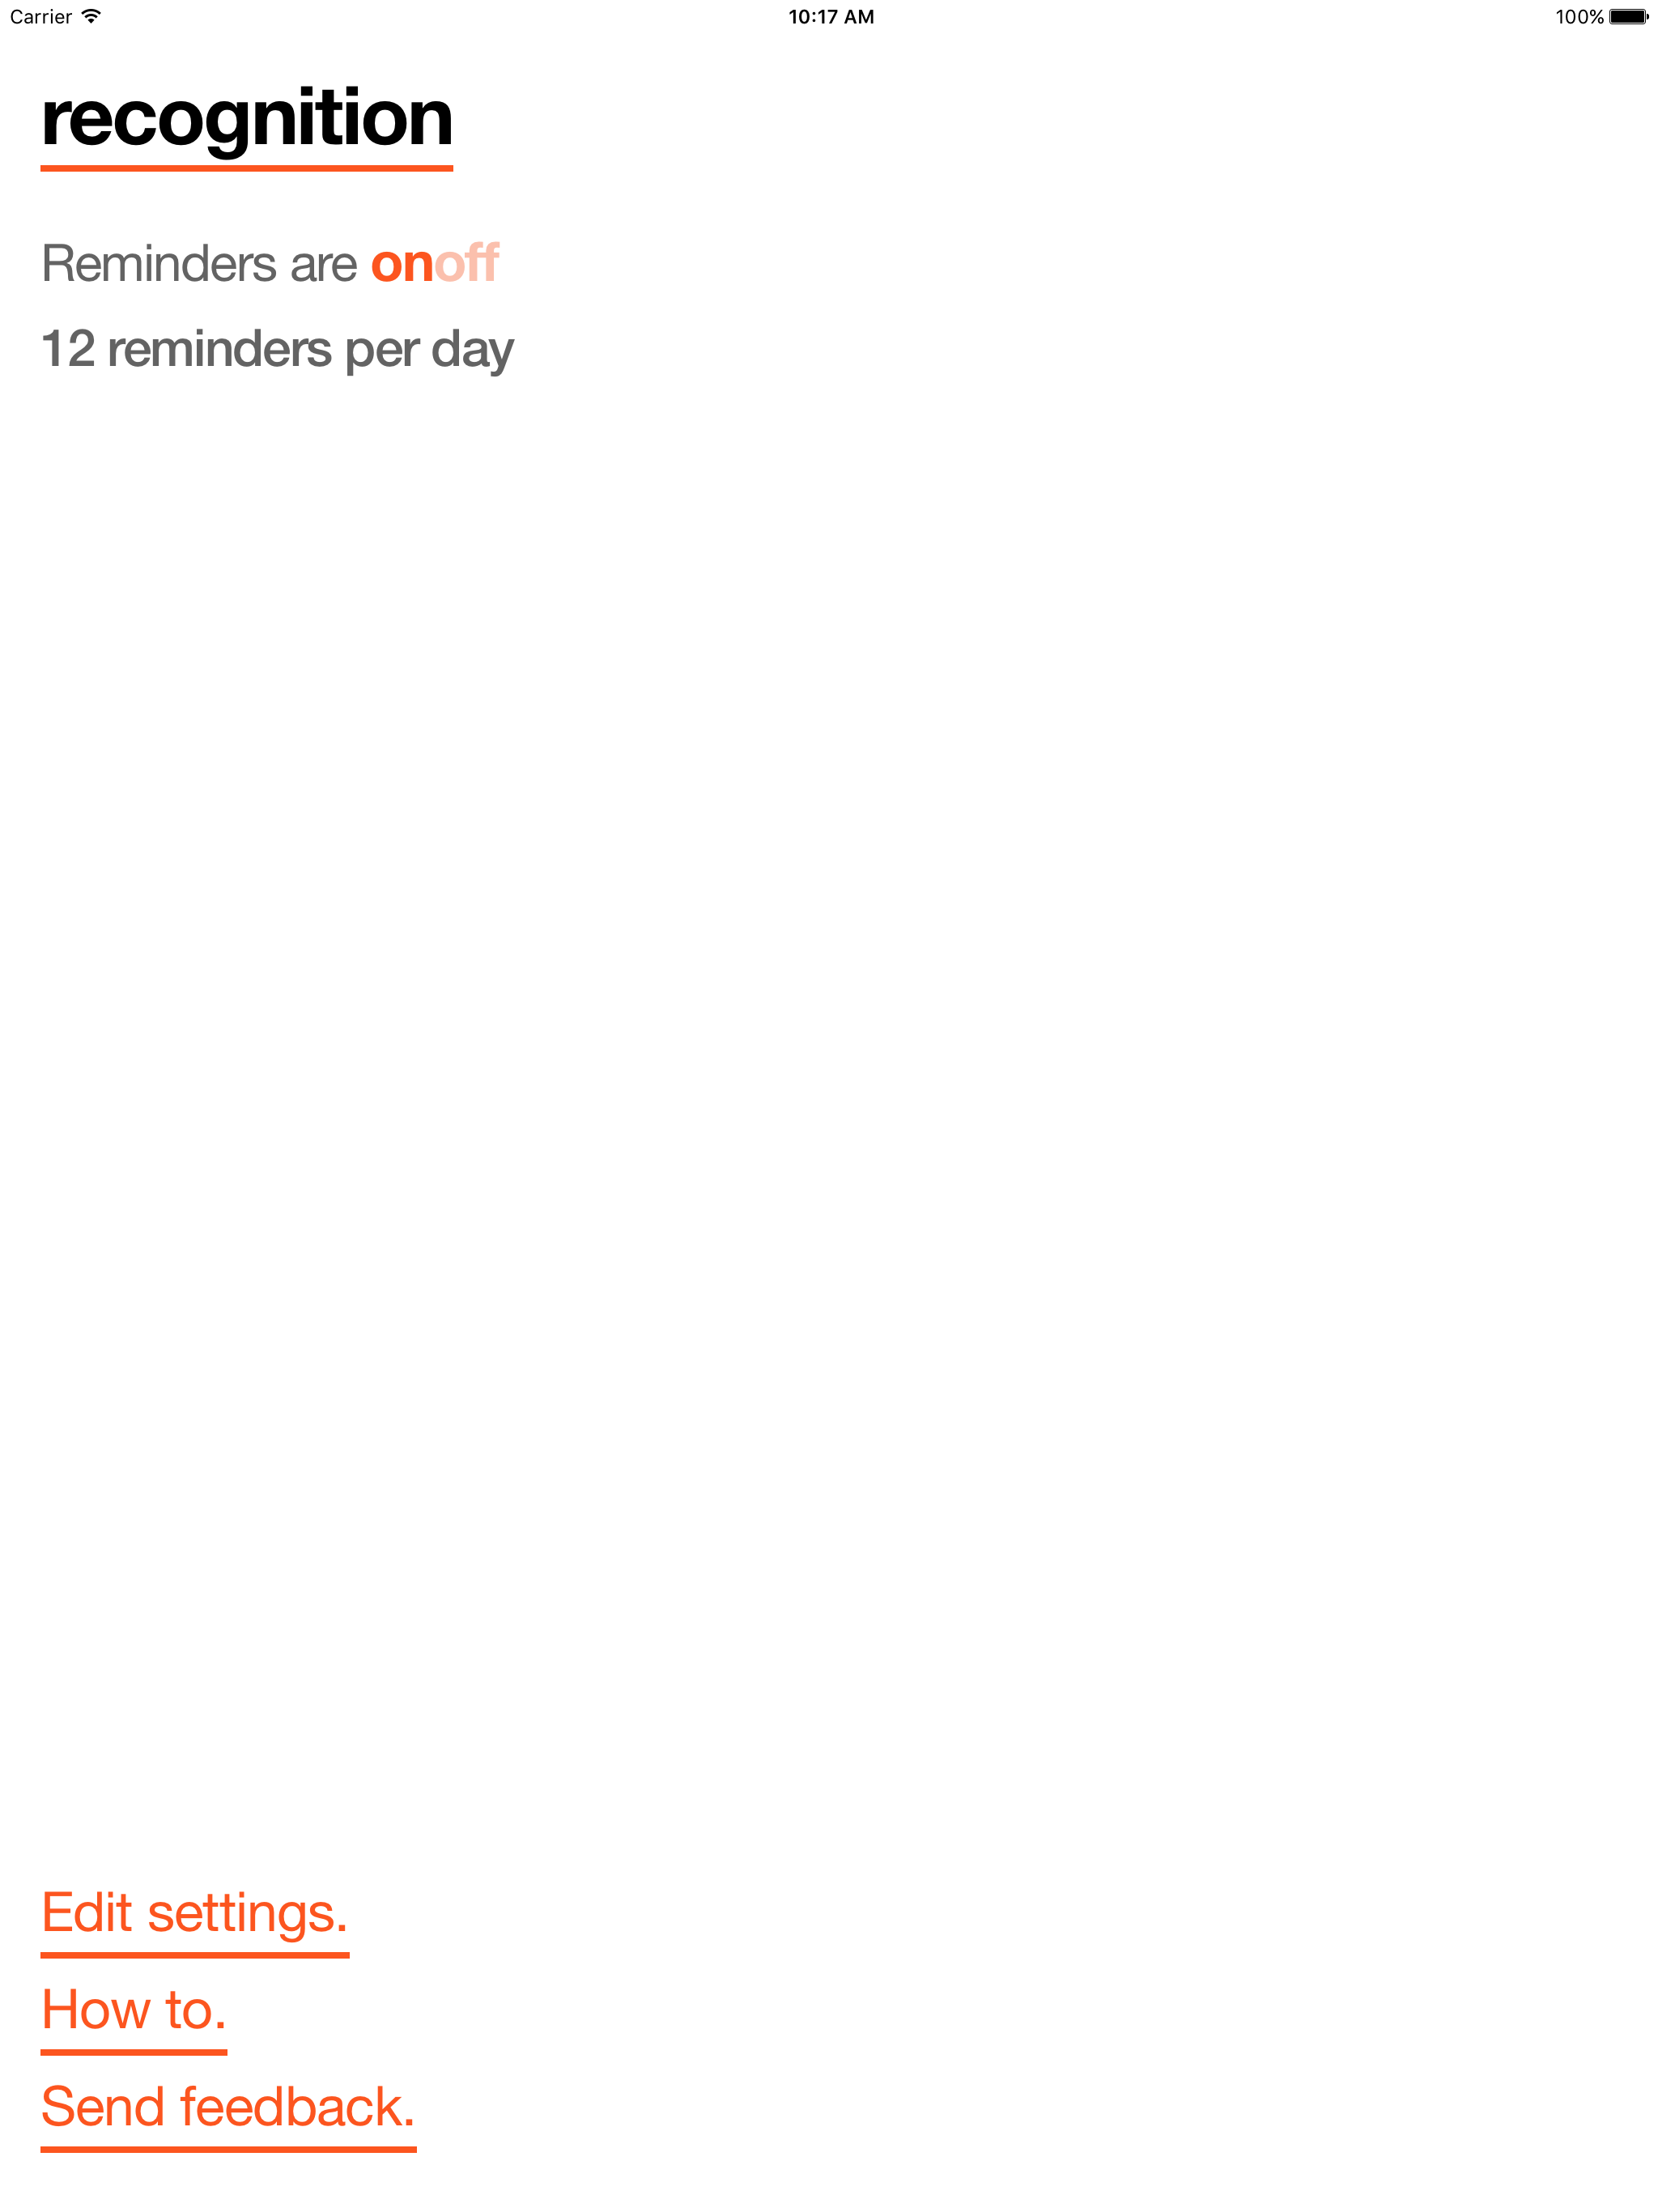 Carrier 10:17 AM 100%
recognition
Reminders are onoff
12 reminders per day
Edit settings.
How to.
Send feedback.